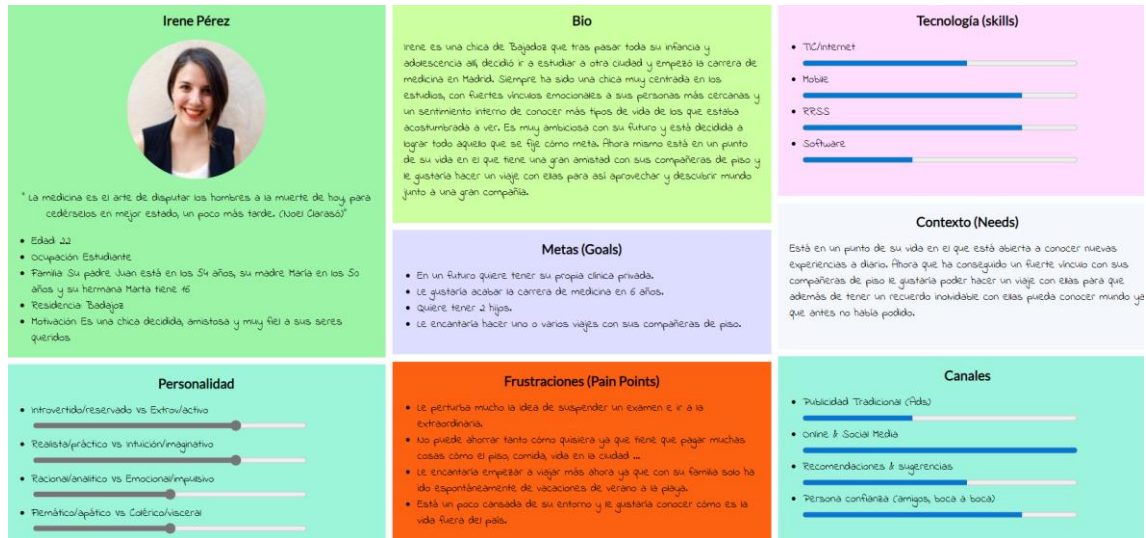 Irene Pérez
" La medicina es el arte de disputar los hombres a la muerte de hoy, para
cedérselos en mejor estado, un poco más tarde. (Noel Clarasó)"
• Edad: 22
• Ocupación Estudiante
• Familia Su padre Juan está en los 54 años, su madre María en los 50
años y su hermana Marta tiene 16
• Residencia: Badajoz
• Motivación Es una chica decidida, amistosa y muy fiel a sus seres
queridos
Personalidad
• Introvertido/reservado vs Extrov/activo
• Realista/práctico vs Intuición/imaginativo
• Racional/analítico vs Emocional/impulsivo
• Flemático/apático vs Colérico/visceral
Bio
Irene es una chica de Bajadoz que tras pasar toda su infancia y
adolescencia allí, decidió ir a estudiar a otra ciudad y empezó la carrera de
medicina en Madrid. Siempre ha sido una chica muy centrada en los
estudios, con fuertes vínculos emocionales a sus personas más cercanas y
un sentimiento interno de conocer más tipos de vida de los que estaba
acostumbrada a ver. Es muy ambiciosa con su futuro y está decidida a
lograr todo aquello que se fije cómo meta. Ahora mismo está en un punto
de su vida en el que tiene una gran amistad con sus compañeras de piso y
le gustaría hacer un viaje con ellas para así aprovechar y descubrir mundo
junto a una gran compañía.
Metas (Goals)
• En un futuro quiere tener su propia clínica privada.
• Le gustaría acabar la carrera de medicina en 6 años.
• Quiere tener 2 hijos.
• Le encantaría hacer uno o varios viajes con sus compañeras de piso.
Frustraciones (Pain Points)
• Le perturba mucho la idea de suspender un examen e ir a la
extraordinaria.
• No puede ahorrar tanto cómo quisiera ya que tiene que pagar muchas
cosas cómo el piso, comida, vida en la ciudad ...
• Le encantaría empezar a viajar más ahora ya que con su familia solo ha
ido espontáneamente de vacaciones de verano a la playa.
• Está un poco cansada de su entorno y le gustaría conocer cómo es la
vida fuera del país.
Tecnología (skills)
• TIC/Internet
• Mobile
• RRSS
• Software
Contexto (Needs)
Está en un punto de su vida en el que está abierta a conocer nuevas
experiencias a diario. Ahora que ha conseguido un fuerte vínculo con sus
compañeras de piso le gustaría poder hacer un viaje con ellas para que
además de tener un recuerdo inolvidable con ellas pueda conocer mundo ya
que antes no había podido.
Canales
• Publicidad Tradicional (Ads)
• Online & Social Media
• Recomendaciones & sugerencias
• Persona confianza (amigos, boca a boca)